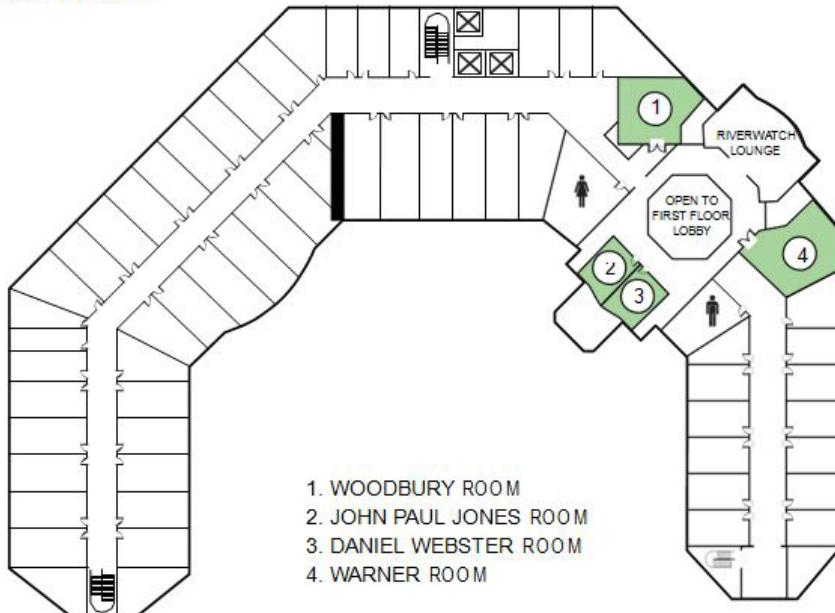 1
RIVERWATCH
LOUNGE
OPEN TO
FIRST FLOOR
LOBBY
2
3
4
1. WOODBURY ROOM
2. JOHN PAUL JONES ROOM
3. DANIEL WEBSTER ROOM
4. WARNER ROOM